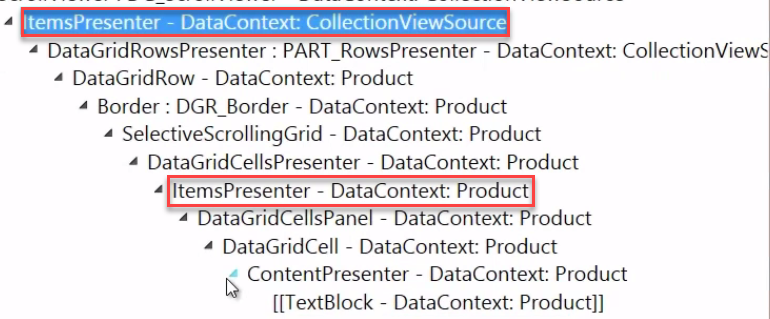 ItemsPresenter - DataContext: CollectionViewSource
DataGridRowsPresenter : PART_RowsPresenter - DataContext: CollectionViewS
DataGridRow - DataContext: Product
Border : DGR_Border - DataContext: Product
SelectiveScrollingGrid - DataContext: Product
DataGridCellsPresenter - DataContext: Product
ItemsPresenter - DataContext: Product
DataGridCellsPanel - DataContext: Product
DataGridCell - DataContext: Product
ContentPresenter - DataContext: Product
[[TextBlock - DataContext: Product]]